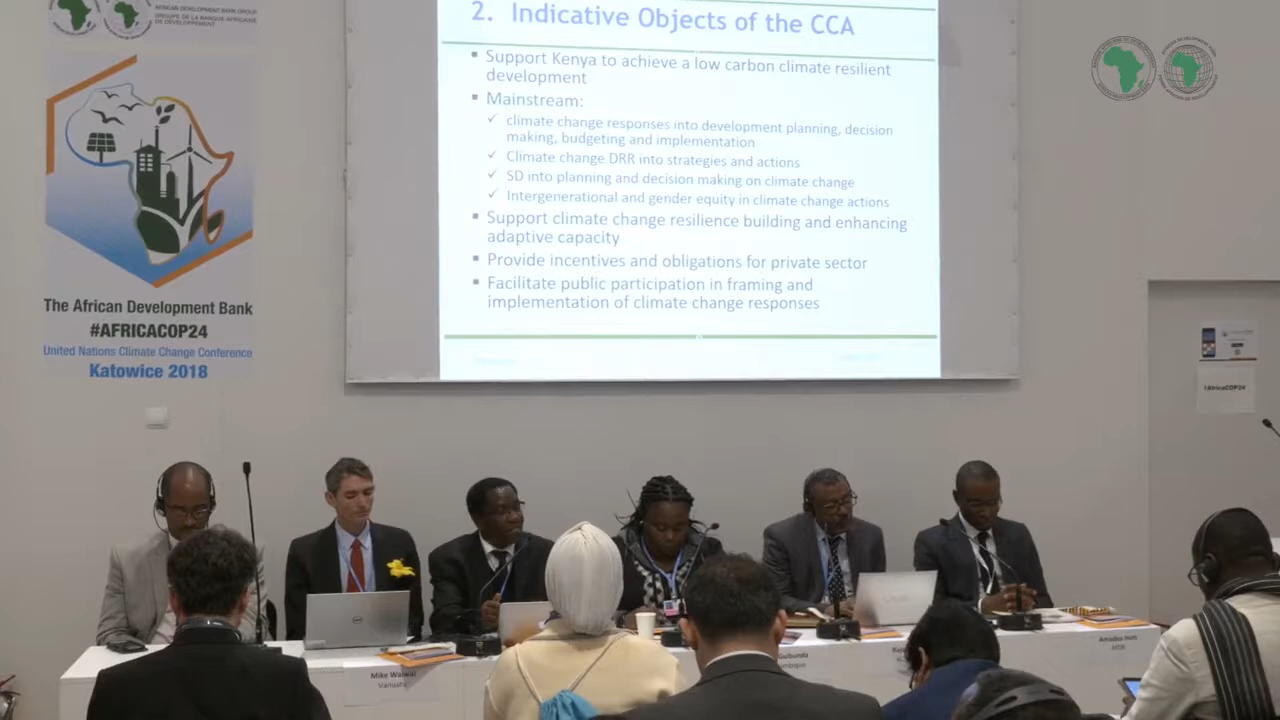 AFRICAN DEVELOPMENT BANK GROUP
GROUPE DE LA BANQUE AFRICAINE
DE DÉVELOPPEMENT
The African Development Bank
#AFRICACOP24
United Nations Climate Change Conference
Katowice 2018
2. Indicative Objects of the CCA
▪ Support Kenya to achieve a low carbon climate resilient
development
▪ Mainstream:
✓ climate change responses into development planning, decision
making, budgeting and implementation
✓ Climate change DRR into strategies and actions
✓ SD into planning and decision making on climate change
✓ Intergenerational and gender equity in climate change actions
▪ Support climate change resilience building and enhancing
adaptive capacity
▪ Provide incentives and obligations for private sector
▪ Facilitate public participation in framing and
implementation of climate change responses
#AfricaCOP24
DELL
Mike Waiwai
Vanuatu